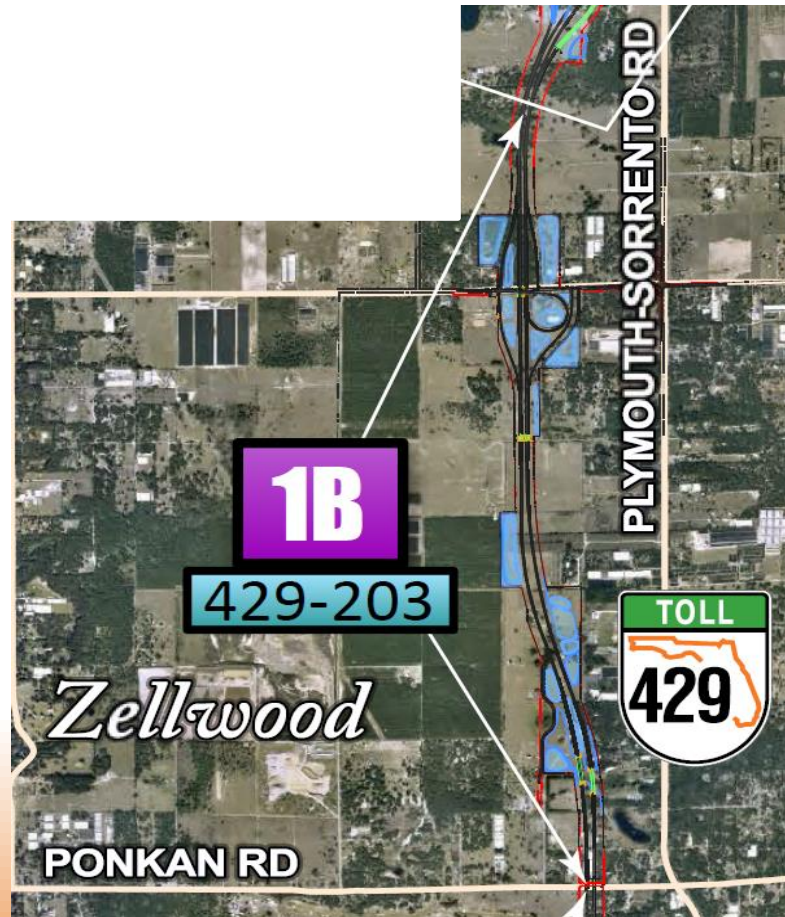 PLYMOUTH-SORRENTO RD
1B
429-203
TOLL
429
Zellwood
PONKAN RD